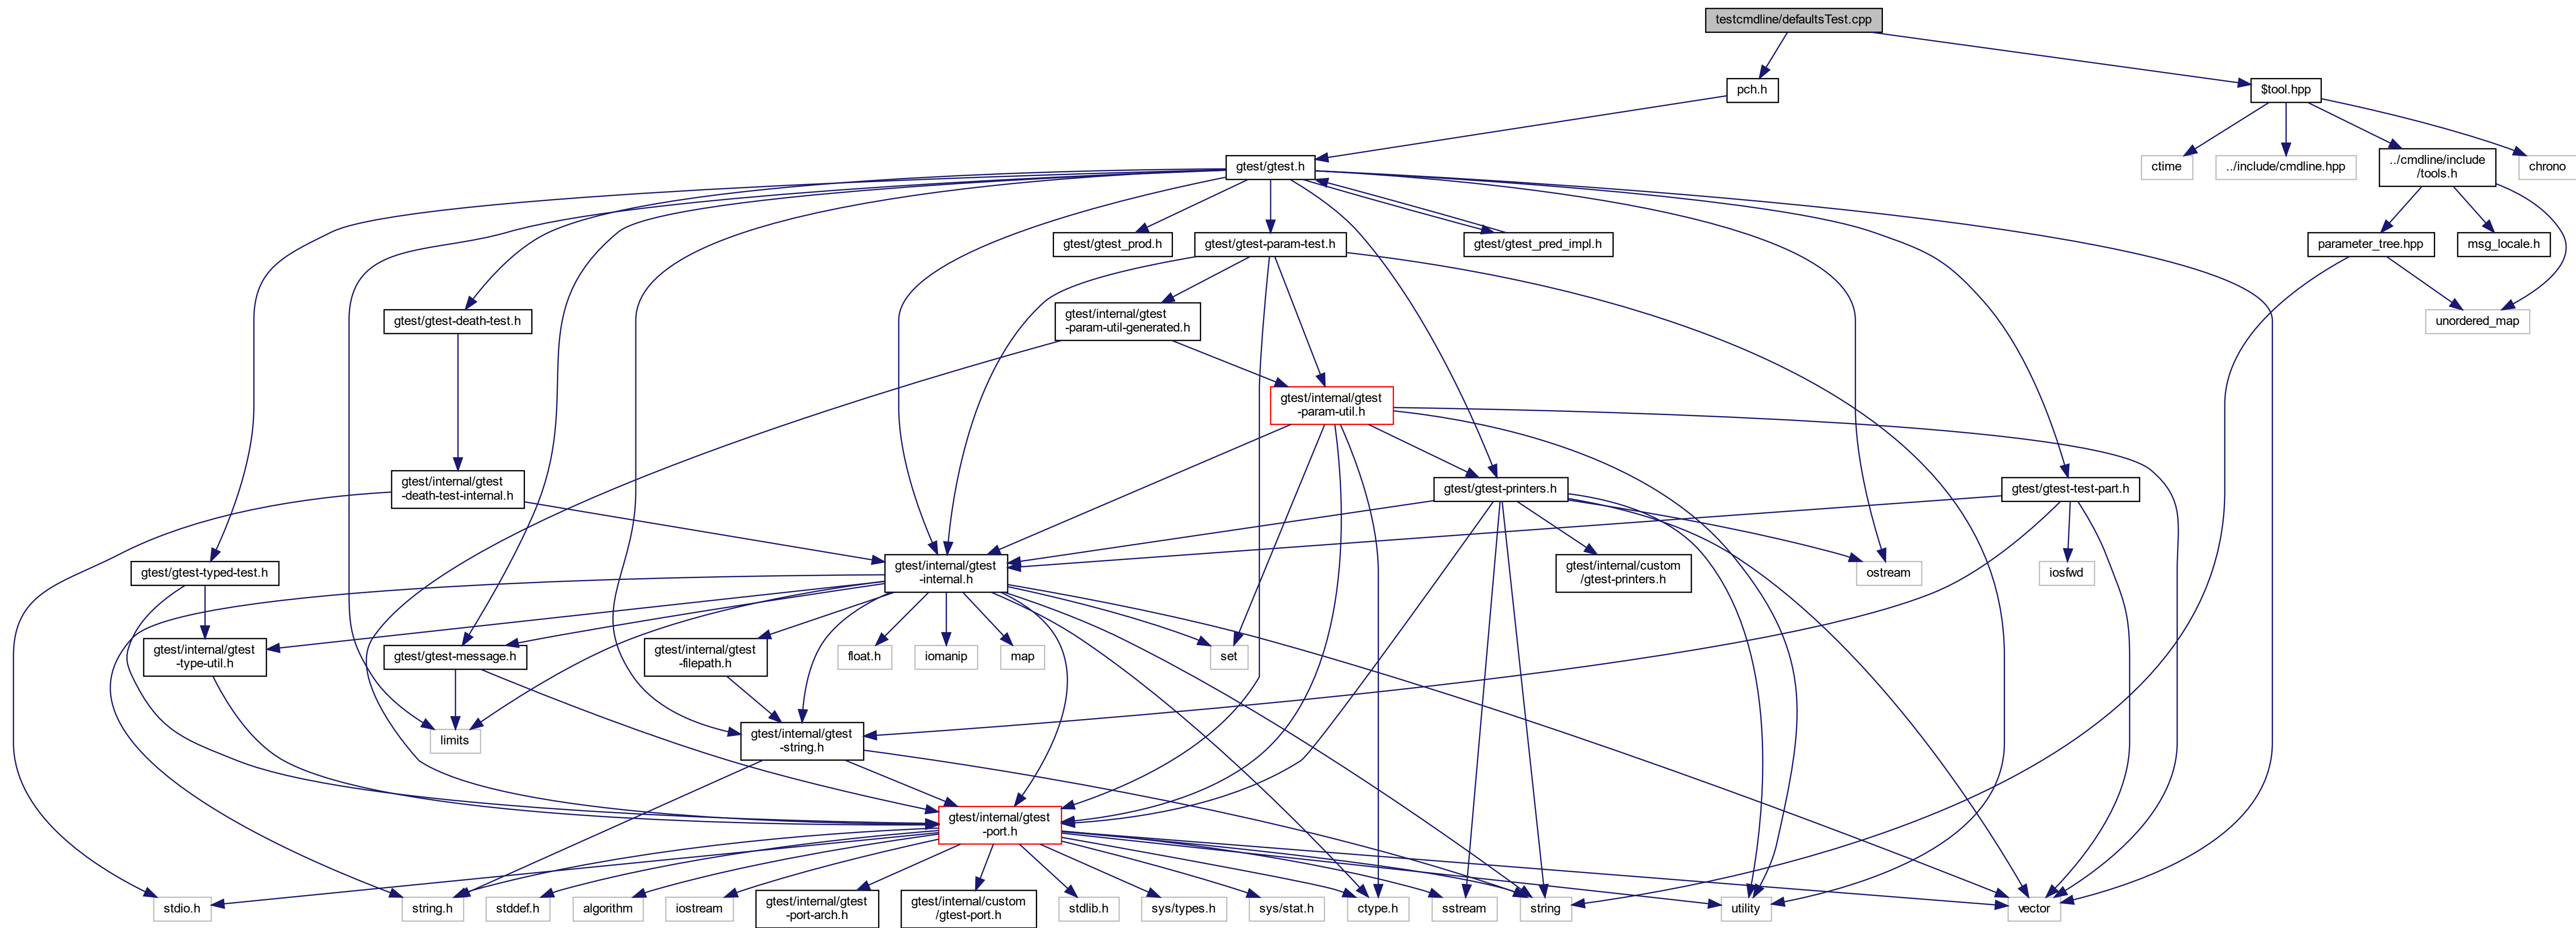 testcmdline/defaultsTest.cpp
pch.h
$tool.hpp
gtest/gtest.h
ctime
../include/cmdline.hpp
../cmdline/include
/tools.h
chrono
gtest/gtest_prod.h
gtest/gtest-param-test.h
gtest/gtest_pred_impl.h
parameter_tree.hpp
msg_locale.h
gtest/gtest-death-test.h
gtest/internal/gtest
-param-util-generated.h
unordered_map
gtest/internal/gtest
-param-util.h
gtest/internal/gtest
-death-test-internal.h
gtest/gtest-printers.h
gtest/gtest-test-part.h
gtest/gtest-typed-test.h
gtest/internal/gtest
-internal.h
gtest/internal/custom
/gtest-printers.h
ostream
iosfwd
gtest/internal/gtest
-type-util.h
gtest/gtest-message.h
gtest/internal/gtest
-filepath.h
float.h
iomanip
map
set
limits
gtest/internal/gtest
-string.h
gtest/internal/gtest
-port.h
stdio.h
string.h
stddef.h
algorithm
iostream
gtest/internal/gtest
-port-arch.h
gtest/internal/custom
/gtest-port.h
stdlib.h
sys/types.h
sys/stat.h
ctype.h
sstream
string
utility
vector